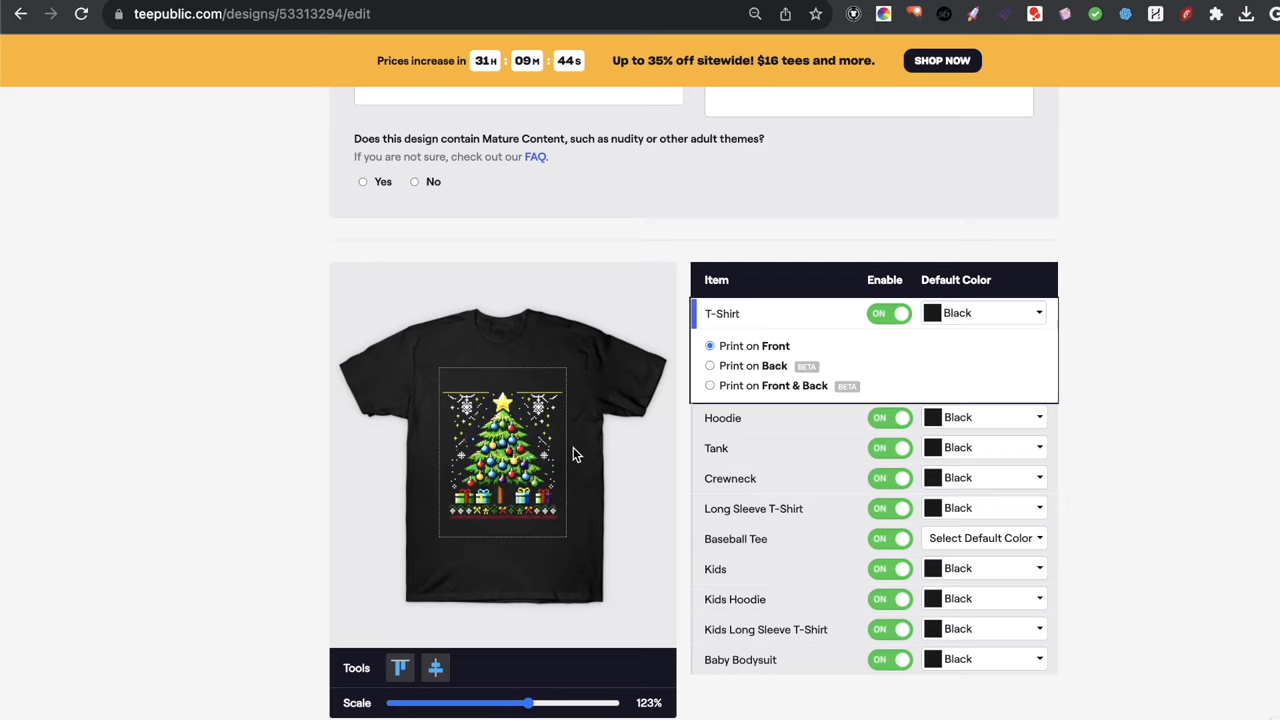 teepublic.com/designs/53313294/edit
Prices increase in 31 H : 09 M : 44 S Up to 35% off sitewide! $16 tees and more. SHOP NOW
Does this design contain Mature Content, such as nudity or other adult themes?
If you are not sure, check out our FAQ.
Yes No
Item Enable Default Color
T-Shirt ON Black
Print on Front
Print on Back BETA
Print on Front & Back BETA
Hoodie ON Black
Tank ON Black
Crewneck ON Black
Long Sleeve T-Shirt ON Black
Baseball Tee ON Select Default Color
Kids ON Black
Kids Hoodie ON Black
Kids Long Sleeve T-Shirt ON Black
Baby Bodysuit ON Black
Tools
Scale 123%